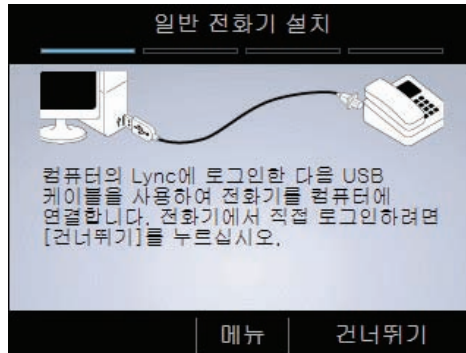 일반 전화기 설치
컴퓨터의 Lync에 로그인한 다음 USB
케이블을 사용하여 전화기를 컴퓨터에
연결합니다. 전화기에서 직접 로그인하려면
[건너뛰기]를 누르십시오.
메뉴 건너뛰기